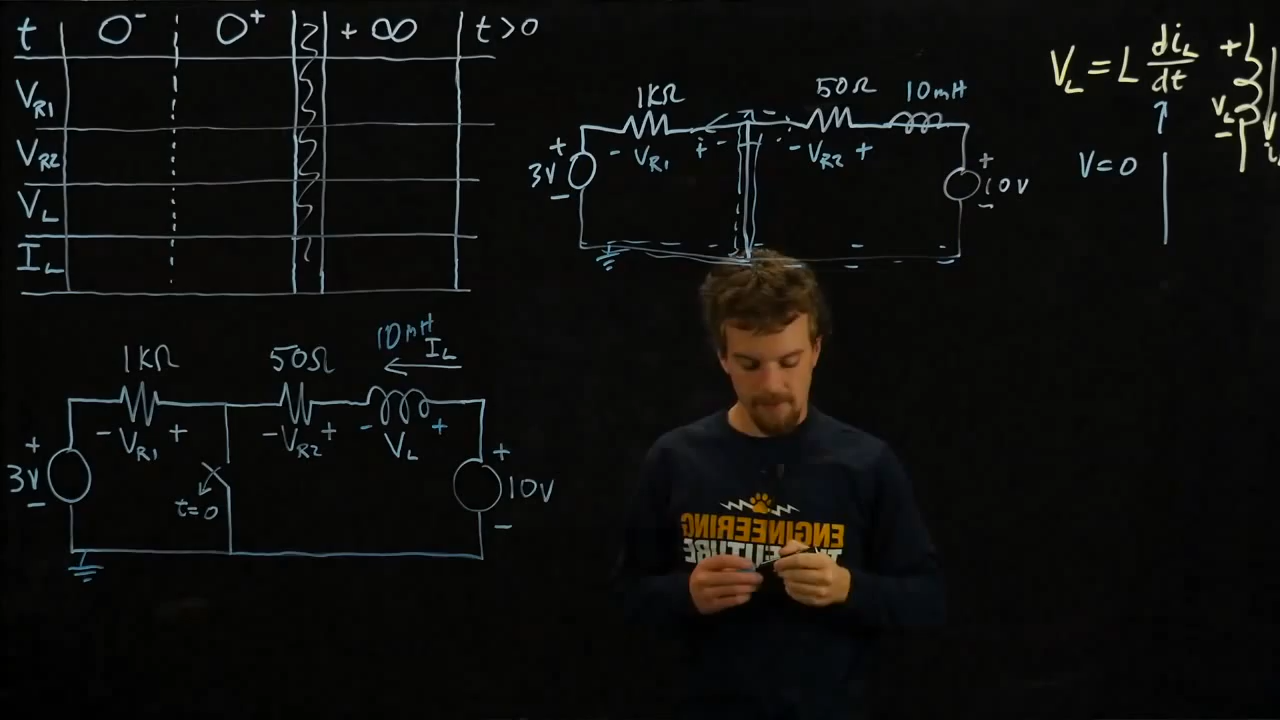 t 0⁻ 0⁺ + ∞ t > 0
V_R1
V_R2
V_L
I_L
1KΩ 50Ω 10mH
+ - V_R1 + - V_R2 + +
3V 10V
- -
V_L = L di_L/dt +
V_L
-
V=0
10mH
1KΩ 50Ω I_L
+ - V_R1 + - V_R2 + - V_L + +
3V 10V
- t=0 -
ENGINEERING